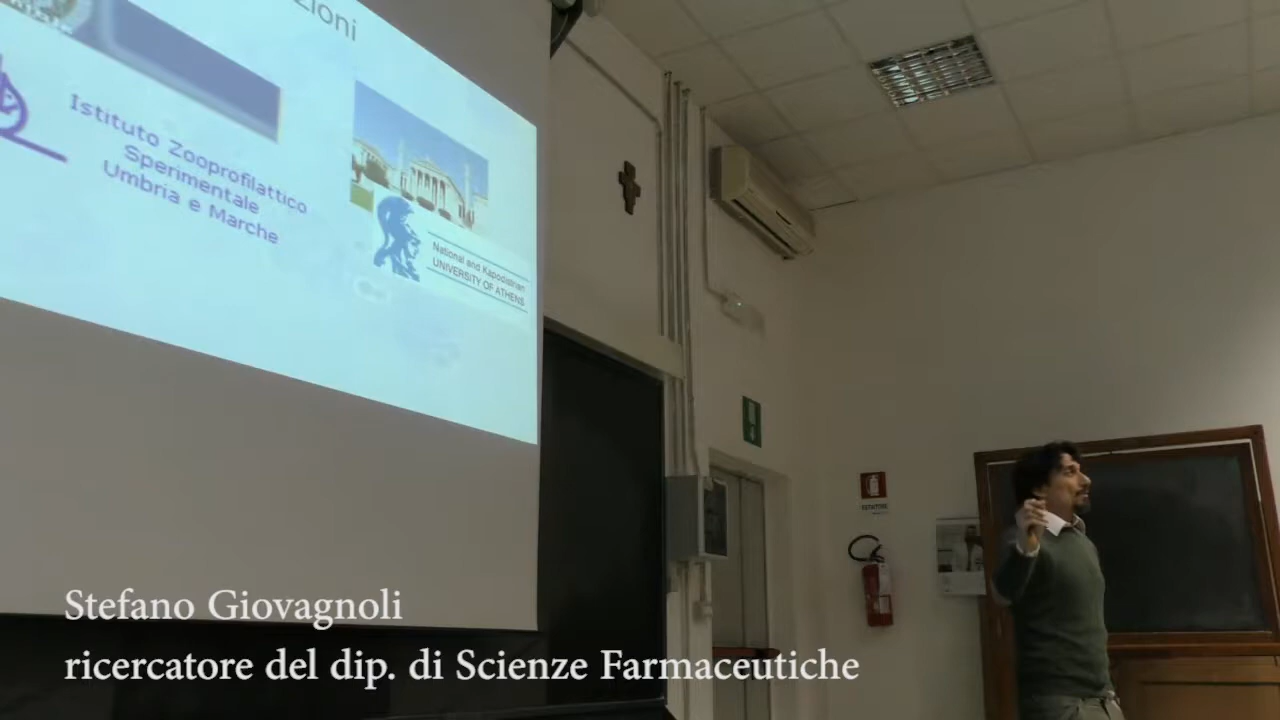 zioni
Istituto Zooprofilattico
Sperimentale
Umbria e Marche
National and Kapodistrian
UNIVERSITY OF ATHENS
ESTINTORE
Stefano Giovagnoli
ricercatore del dip. di Scienze Farmaceutiche